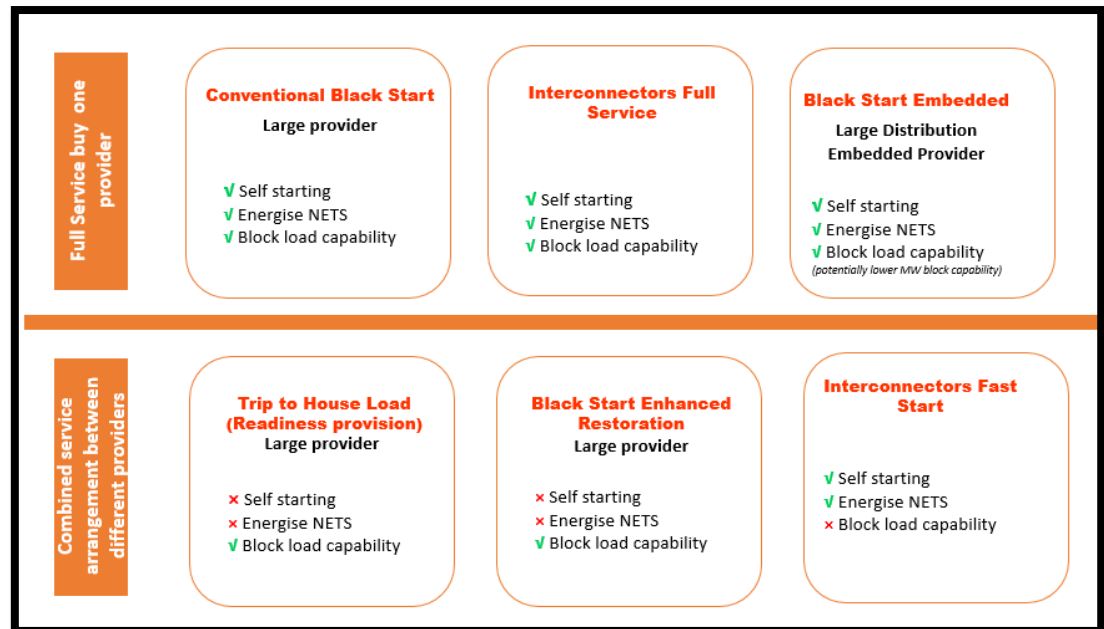 Full Service buy one
provider
Conventional Black Start
Large provider
√ Self starting
√ Energise NETS
√ Block load capability
Interconnectors Full
Service
√ Self starting
√ Energise NETS
√ Block load capability
Black Start Embedded
Large Distribution
Embedded Provider
√ Self starting
√ Energise NETS
√ Block load capability
(potentially lower MW block capability)
Combined service
arrangement between
different providers
Trip to House Load
(Readiness provision)
Large provider
× Self starting
× Energise NETS
√ Block load capability
Black Start Enhanced
Restoration
Large provider
× Self starting
× Energise NETS
√ Block load capability
Interconnectors Fast
Start
√ Self starting
√ Energise NETS
× Block load capability